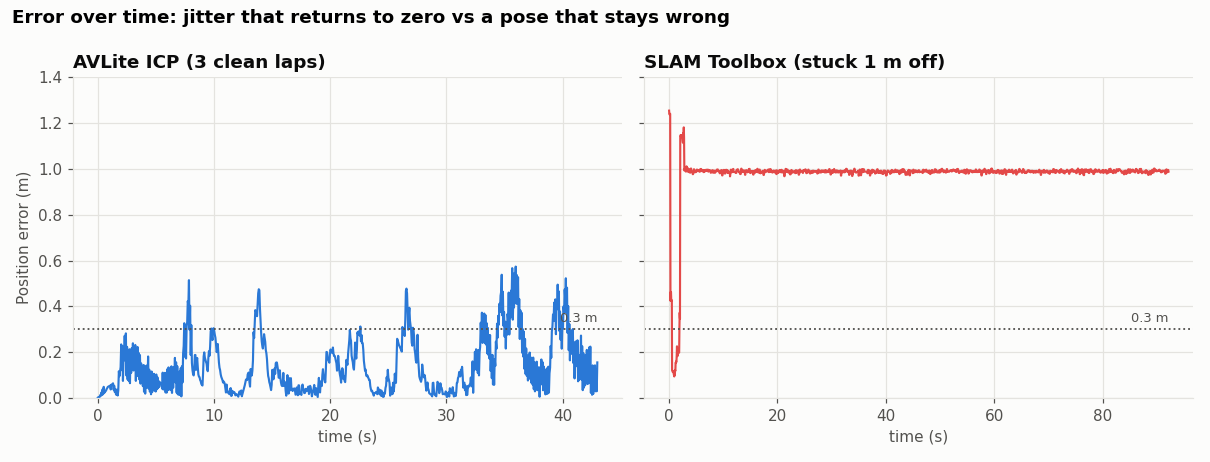 Error over time: jitter that returns to zero vs a pose that stays wrong
AVLite ICP (3 clean laps)
SLAM Toolbox (stuck 1 m off)
Position error (m)
1.4
1.2
1.0
0.8
0.6
0.4
0.2
0.0
0.3 m
0.3 m
0 10 20 30 40
0 20 40 60 80
time (s)
time (s)